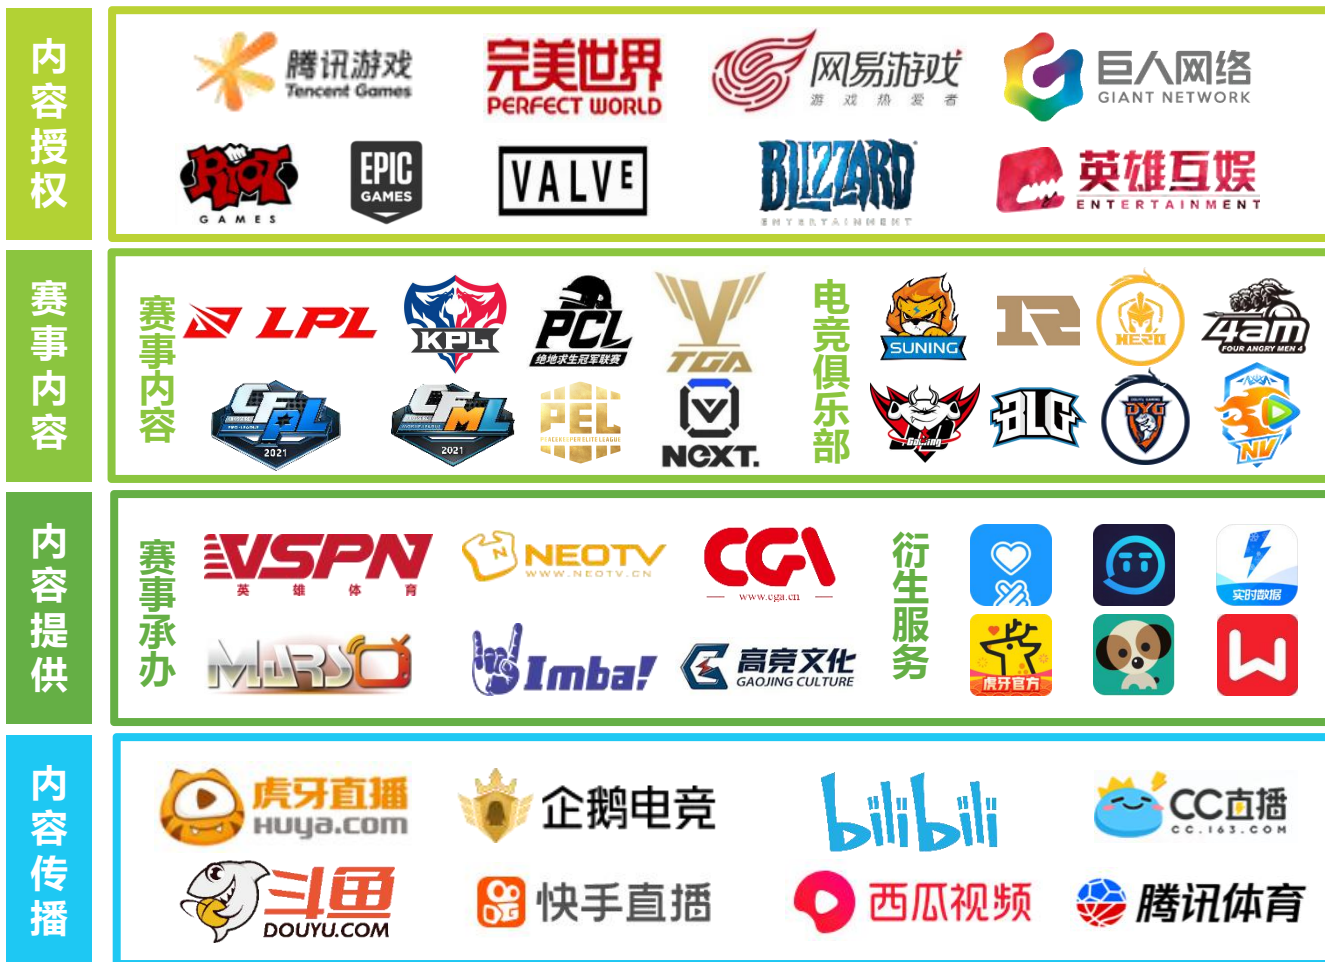 内容授权
腾讯游戏
Tencent Games
完美世界
PERFECT WORLD
网易游戏
游戏热爱者
巨人网络
GIANT NETWORK
RIOT
GAMES
EPIC
GAMES
VALVE
BLIZZARD
ENTERTAINMENT
英雄互娱
ENTERTAINMENT
赛事内容
赛事内容
LPL
KPL
PCL
绝地求生冠军联赛
TGA
CFPL
2021
CFML
2021
PEL
PEACEKEEPER ELITE LEAGUE
NEXT.
电竞俱乐部
SUNING
R
HERO
4am
FOUR ANGRY MEN 4
Gaming
BLG
DYG
NV
内容提供
赛事承办
VSPN
英雄体育
NEOTV
WWW.NEOTV.CN
CGA
www.cga.cn
MARS
Imba!
高竞文化
GAOJING CULTURE
衍生服务
实时数据
虎牙官方
内容传播
虎牙直播
HUYA.COM
企鹅电竞
bilibili
CC直播
CC.163.COM
斗鱼
DOUYU.COM
快手直播
西瓜视频
腾讯体育